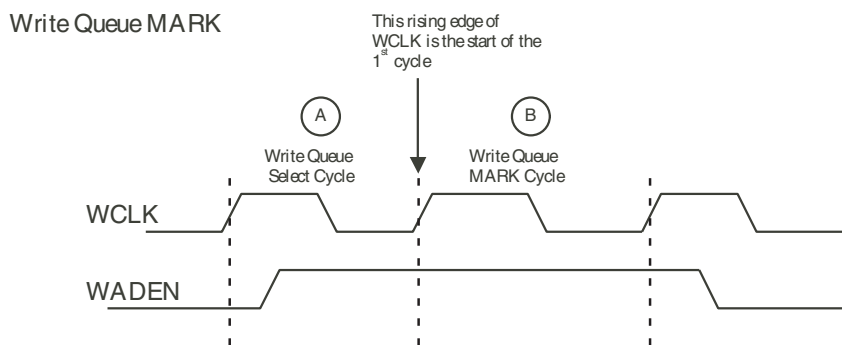 Write Queue MARK
This rising edge of
WCLK is the start of the
1st cycle
A
B
Write Queue
Select Cycle
Write Queue
MARK Cycle
WCLK
WADEN